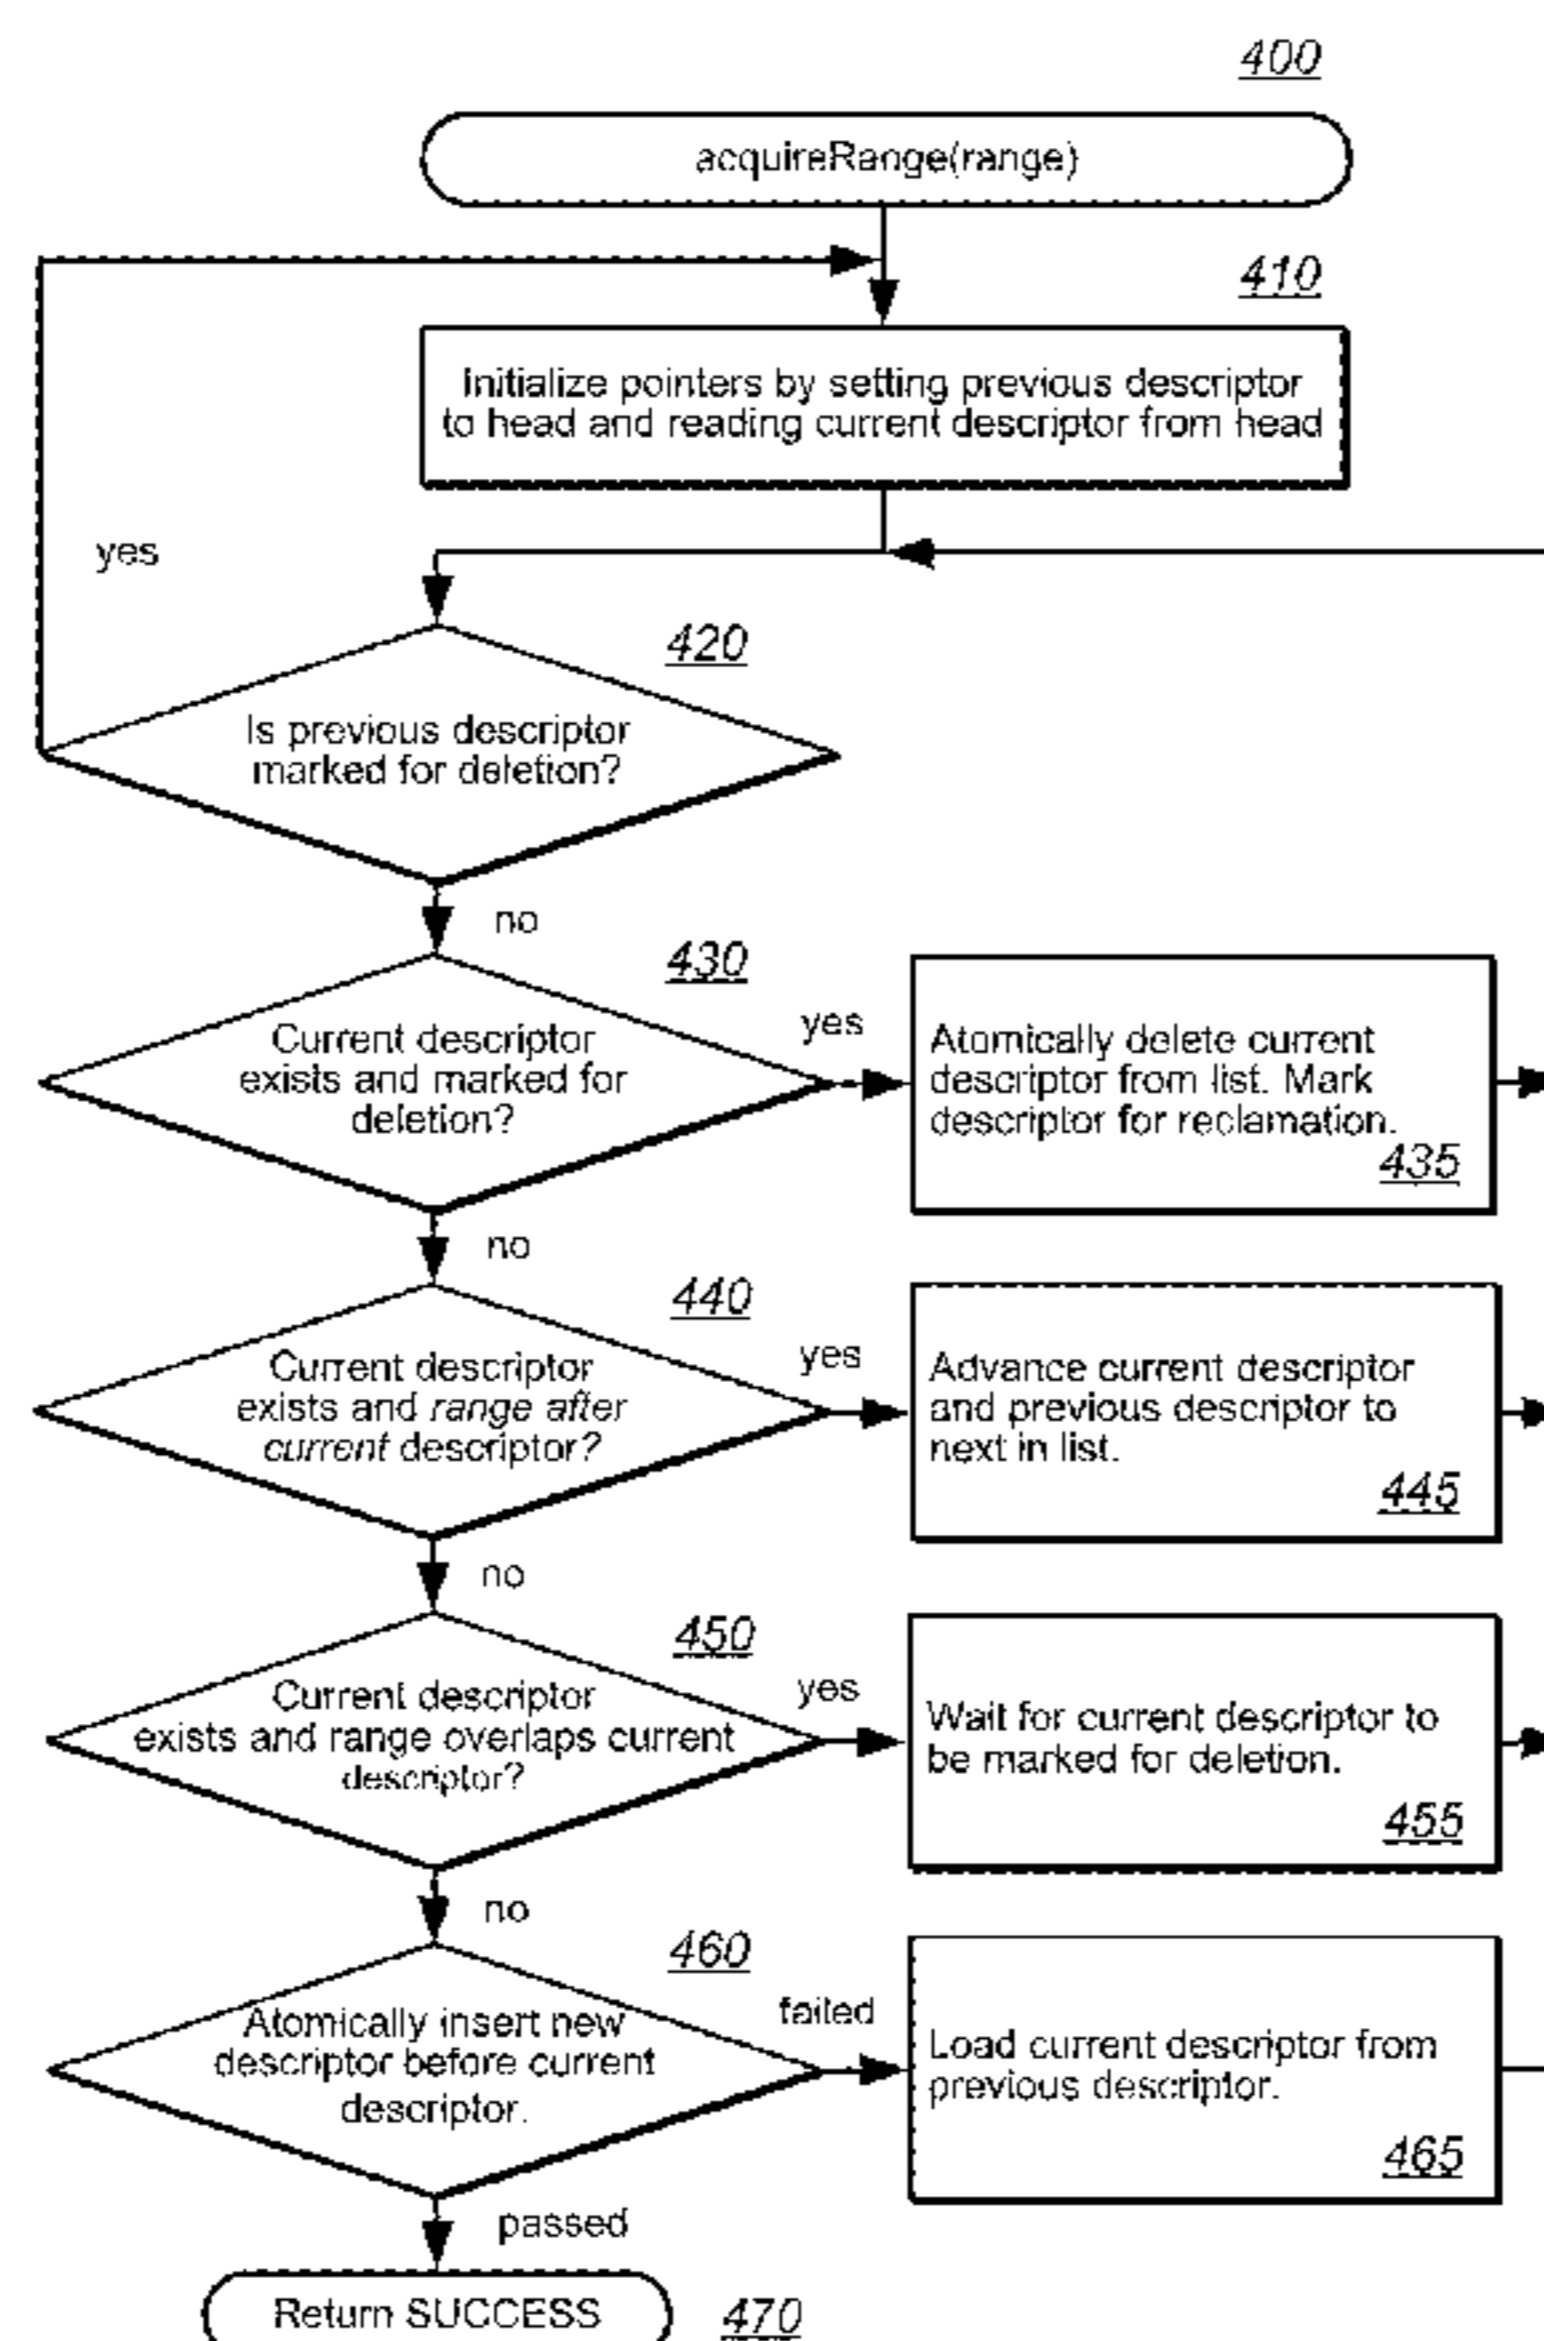 400
acquireRange(range)
410
Initialize pointers by setting previous descriptor
to head and reading current descriptor from head
yes
420
Is previous descriptor
marked for deletion?
no
430
Current descriptor
exists and marked for
deletion?
yes
Atomically delete current
descriptor from list. Mark
descriptor for reclamation.
435
no
440
Current descriptor
exists and range after
current descriptor?
yes
Advance current descriptor
and previous descriptor to
next in list.
445
no
450
Current descriptor
exists and range overlaps current
descriptor?
yes
Wait for current descriptor to
be marked for deletion.
455
no
460
Atomically insert new
descriptor before current
descriptor.
failed
Load current descriptor from
previous descriptor.
465
passed
Return SUCCESS
470